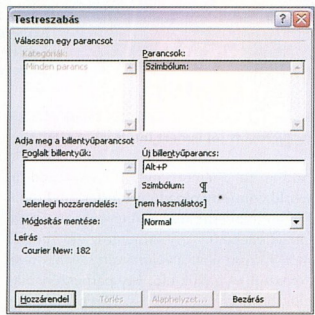 Testreszabás
Válasszon egy parancsot
Kategóriák: Parancsok:
Minden parancs Szimbólum:
Adja meg a billentyűparancsot
Foglalt billentyűk: Új billentyűparancs:
Alt+P
Szimbólum: ¶
Jelenlegi hozzárendelés: [nem használatos]
Módosítás mentése: Normal
Leírás
Courier New: 182
Hozzárendel Törlés Alaphelyzet... Bezárás